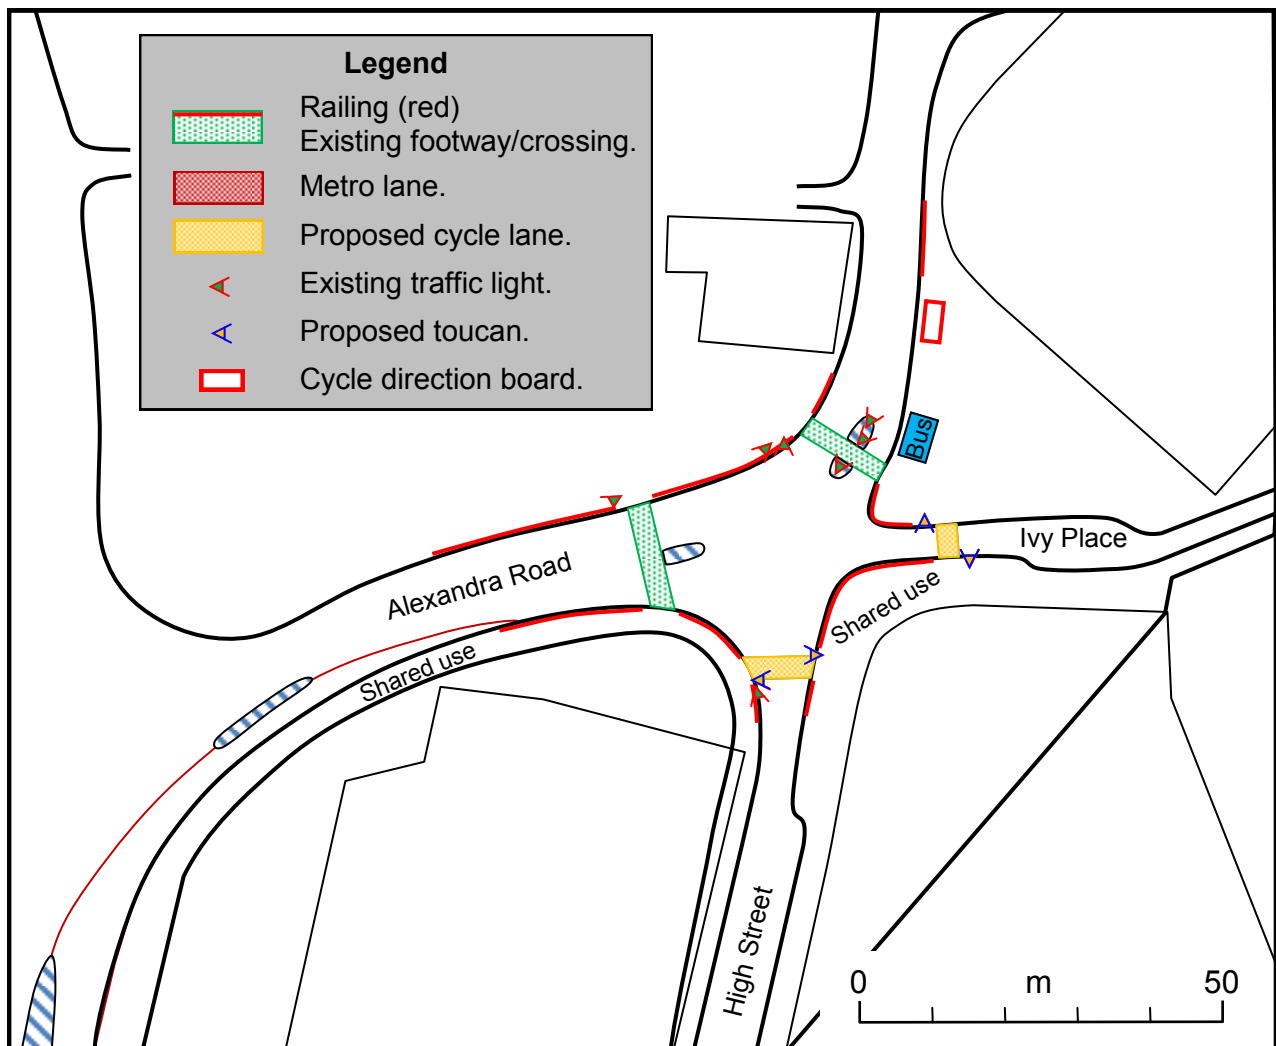 Legend
Railing (red)
Existing footway/crossing.
Metro lane.
Proposed cycle lane.
Existing traffic light.
Proposed toucan.
Cycle direction board.
Bus
Ivy Place
Alexandra Road
Shared use
Shared use
High Street
0 m 50